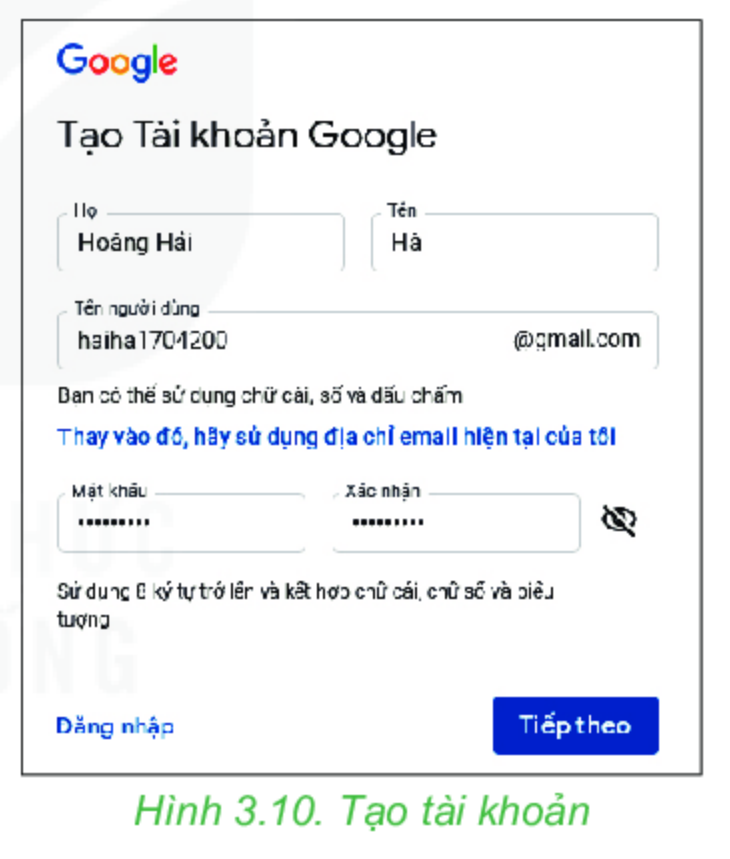 Google
Tạo Tài khoản Google
Họ
Tên
Hoàng Hải
Hà
Tên người dùng
haiha1704200
@gmail.com
Bạn có thể sử dụng chữ cái, số và dấu chấm
Thay vào đó, hãy sử dụng địa chỉ email hiện tại của tôi
Mật khẩu
Xác nhận
•••••••••
•••••••••
Sử dụng 8 ký tự trở lên và kết hợp chữ cái, chữ số và biểu
tượng
Đăng nhập
Tiếp theo
Hình 3.10. Tạo tài khoản